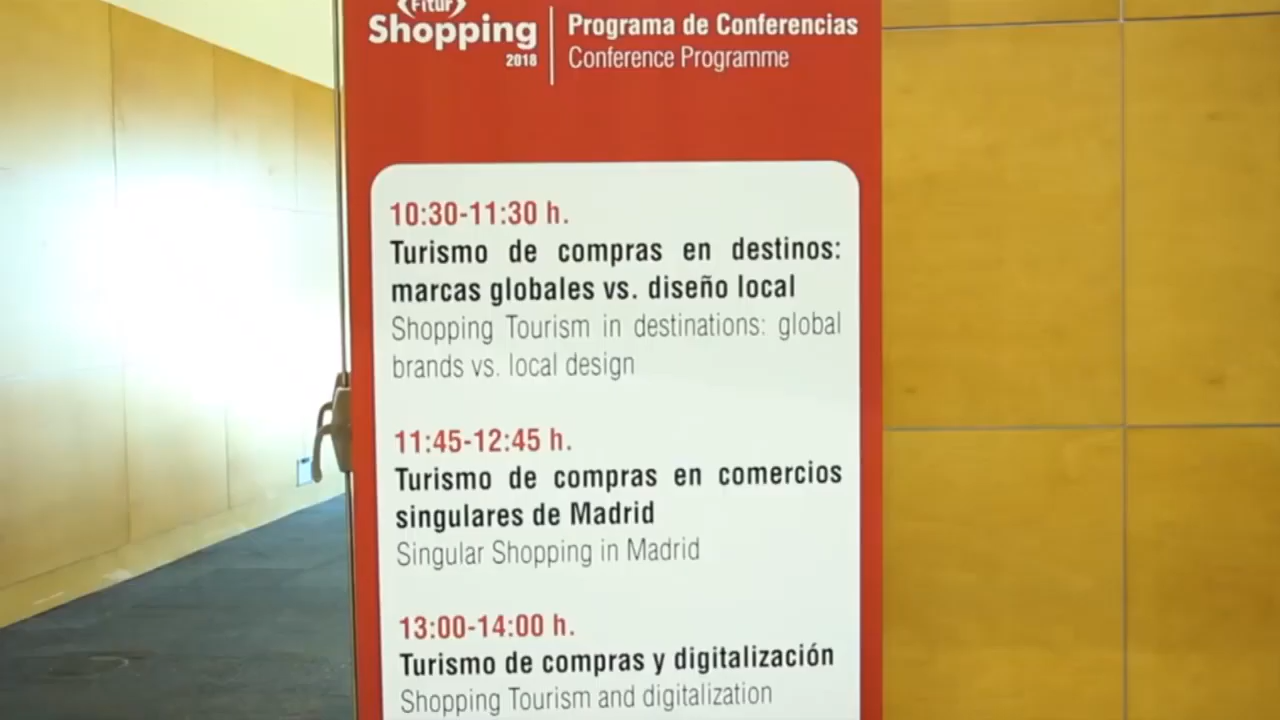 Fitur
Shopping
2018
Programa de Conferencias
Conference Programme
10:30-11:30 h.
Turismo de compras en destinos:
marcas globales vs. diseño local
Shopping Tourism in destinations: global
brands vs. local design
11:45-12:45 h.
Turismo de compras en comercios
singulares de Madrid
Singular Shopping in Madrid
13:00-14:00 h.
Turismo de compras y digitalización
Shopping Tourism and digitalization